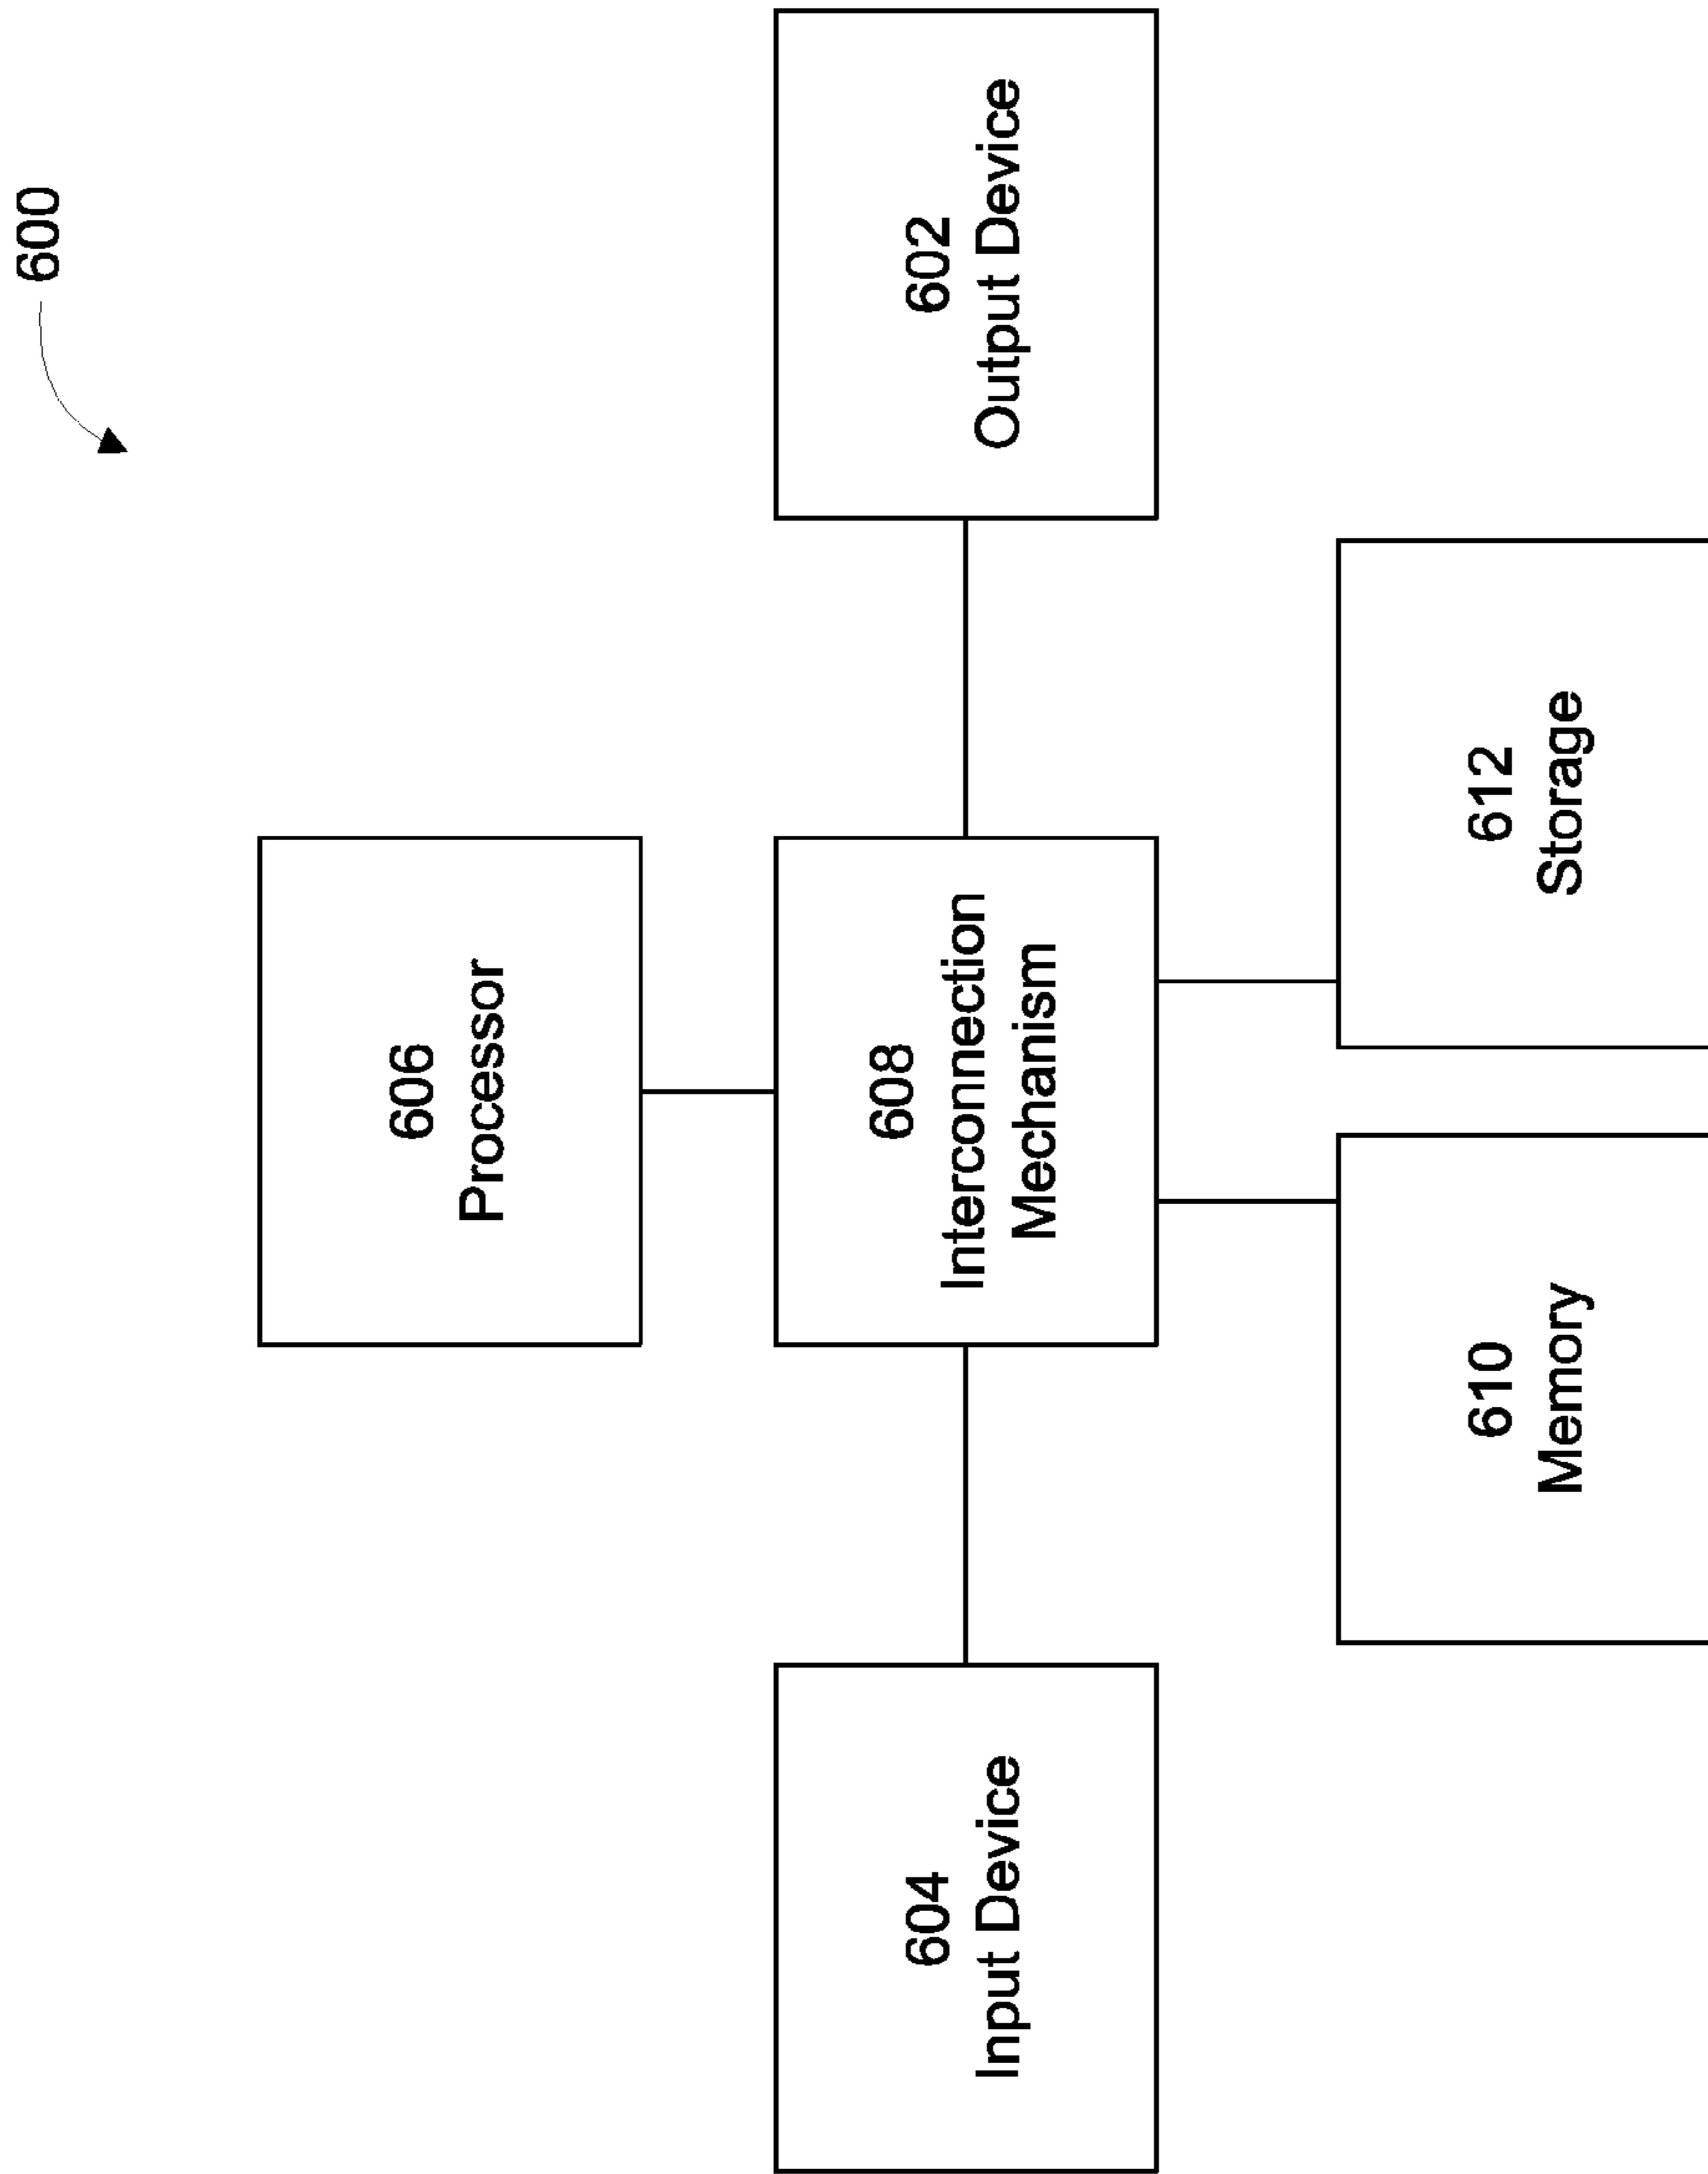 600
606
Processor
604
Input Device
608
Interconnection
Mechanism
602
Output Device
610
Memory
612
Storage